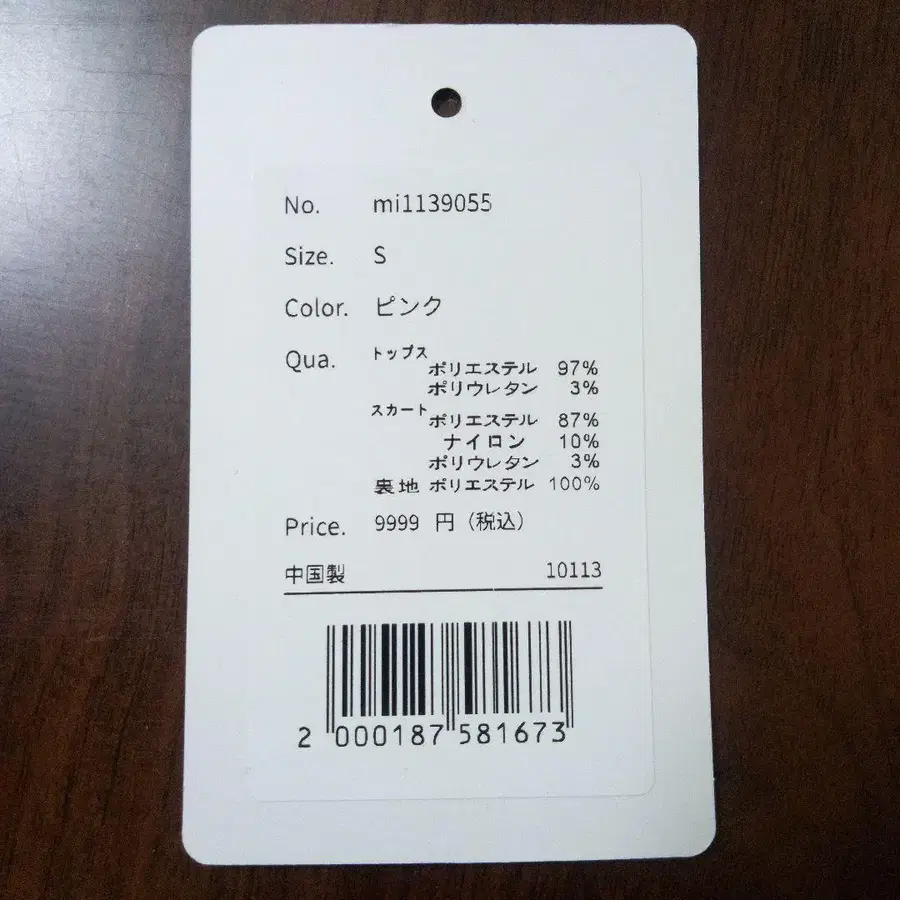 No. mi1139055
Size. S
Color. ピンク
Qua. トップス
ポリエステル 97%
ポリウレタン 3%
スカート ポリエステル 87%
ナイロン 10%
ポリウレタン 3%
裏地 ポリエステル 100%
Price. 9999 円（税込）
中国製 10113
2 000187 581673